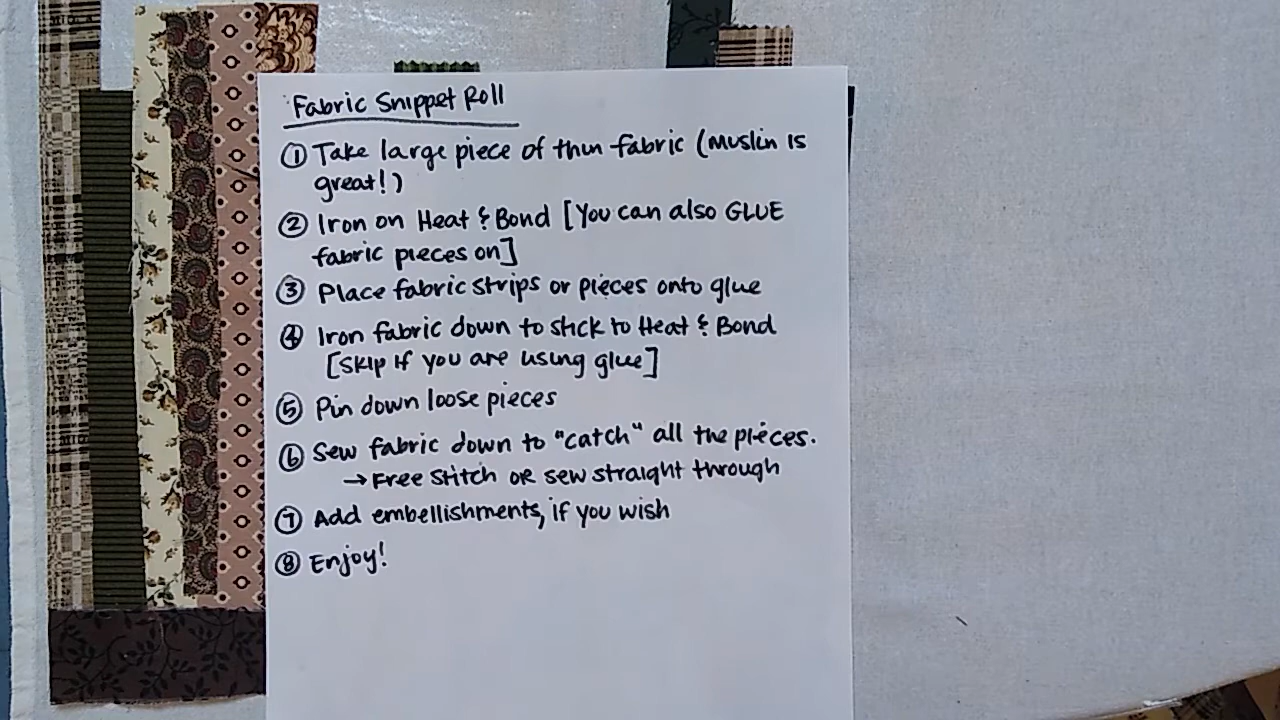 Fabric Snippet Roll
① Take large piece of thin fabric (Muslin is
great!)
② Iron on Heat & Bond [You can also GLUE
fabric pieces on]
③ Place fabric strips or pieces onto glue
④ Iron fabric down to stick to Heat & Bond
[Skip if you are using glue]
⑤ Pin down loose pieces
⑥ Sew fabric down to "catch" all the pieces.
→ Free stitch or sew straight through
⑦ Add embellishments, if you wish
⑧ Enjoy!